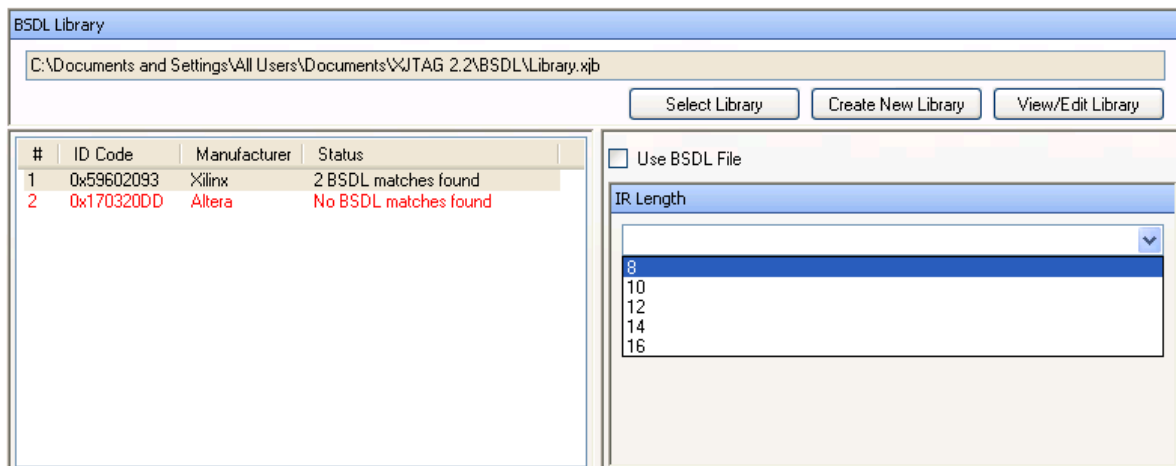 BSDL Library
C:\Documents and Settings\All Users\Documents\XJTAG 2.2\BSDL\Library.xjb
Select Library Create New Library View/Edit Library
# ID Code Manufacturer Status
1 0x59602093 Xilinx 2 BSDL matches found
2 0x170320DD Altera No BSDL matches found
Use BSDL File
IR Length
8
10
12
14
16